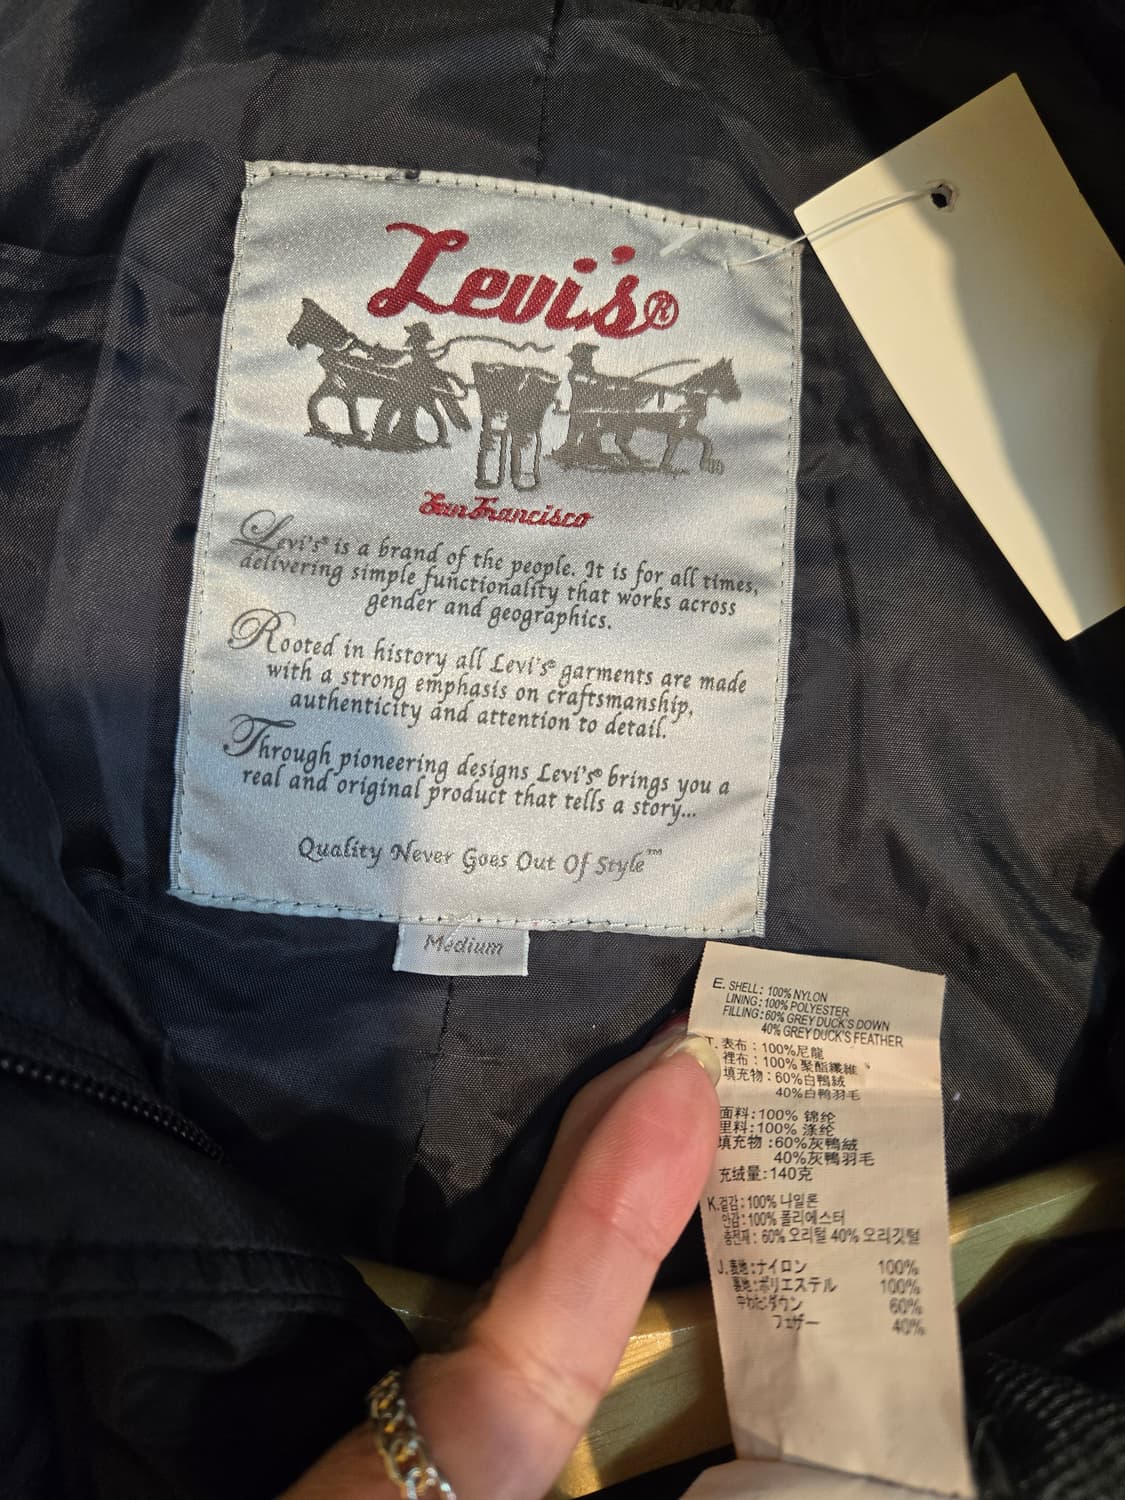 Levi's®
San Francisco
Levi's® is a brand of the people. It is for all times,
delivering simple functionality that works across
gender and geographics.
Rooted in history all Levi's® garments are made
with a strong emphasis on craftsmanship,
authenticity and attention to detail.
Through pioneering designs Levi's® brings you a
real and original product that tells a story...
Quality Never Goes Out Of Style™
Medium
E. SHELL: 100% NYLON
LINING: 100% POLYESTER
FILLING: 60% GREY DUCK'S DOWN
40% GREY DUCK'S FEATHER
T. 表布：100%尼龍
裡布：100%聚酯纖維
填充物：60%白鴨絨
40%白鴨羽毛
面料:100% 锦纶
里料:100% 涤纶
填充物:60%灰鴨絨
40%灰鴨羽毛
充绒量:140克
K. 겉감: 100% 나일론
안감: 100% 폴리에스터
충전재: 60% 오리털 40% 오리깃털
J. 表地:ナイロン 100%
裏地:ポリエステル 100%
中わた:ダウン 60%
フェザー 40%